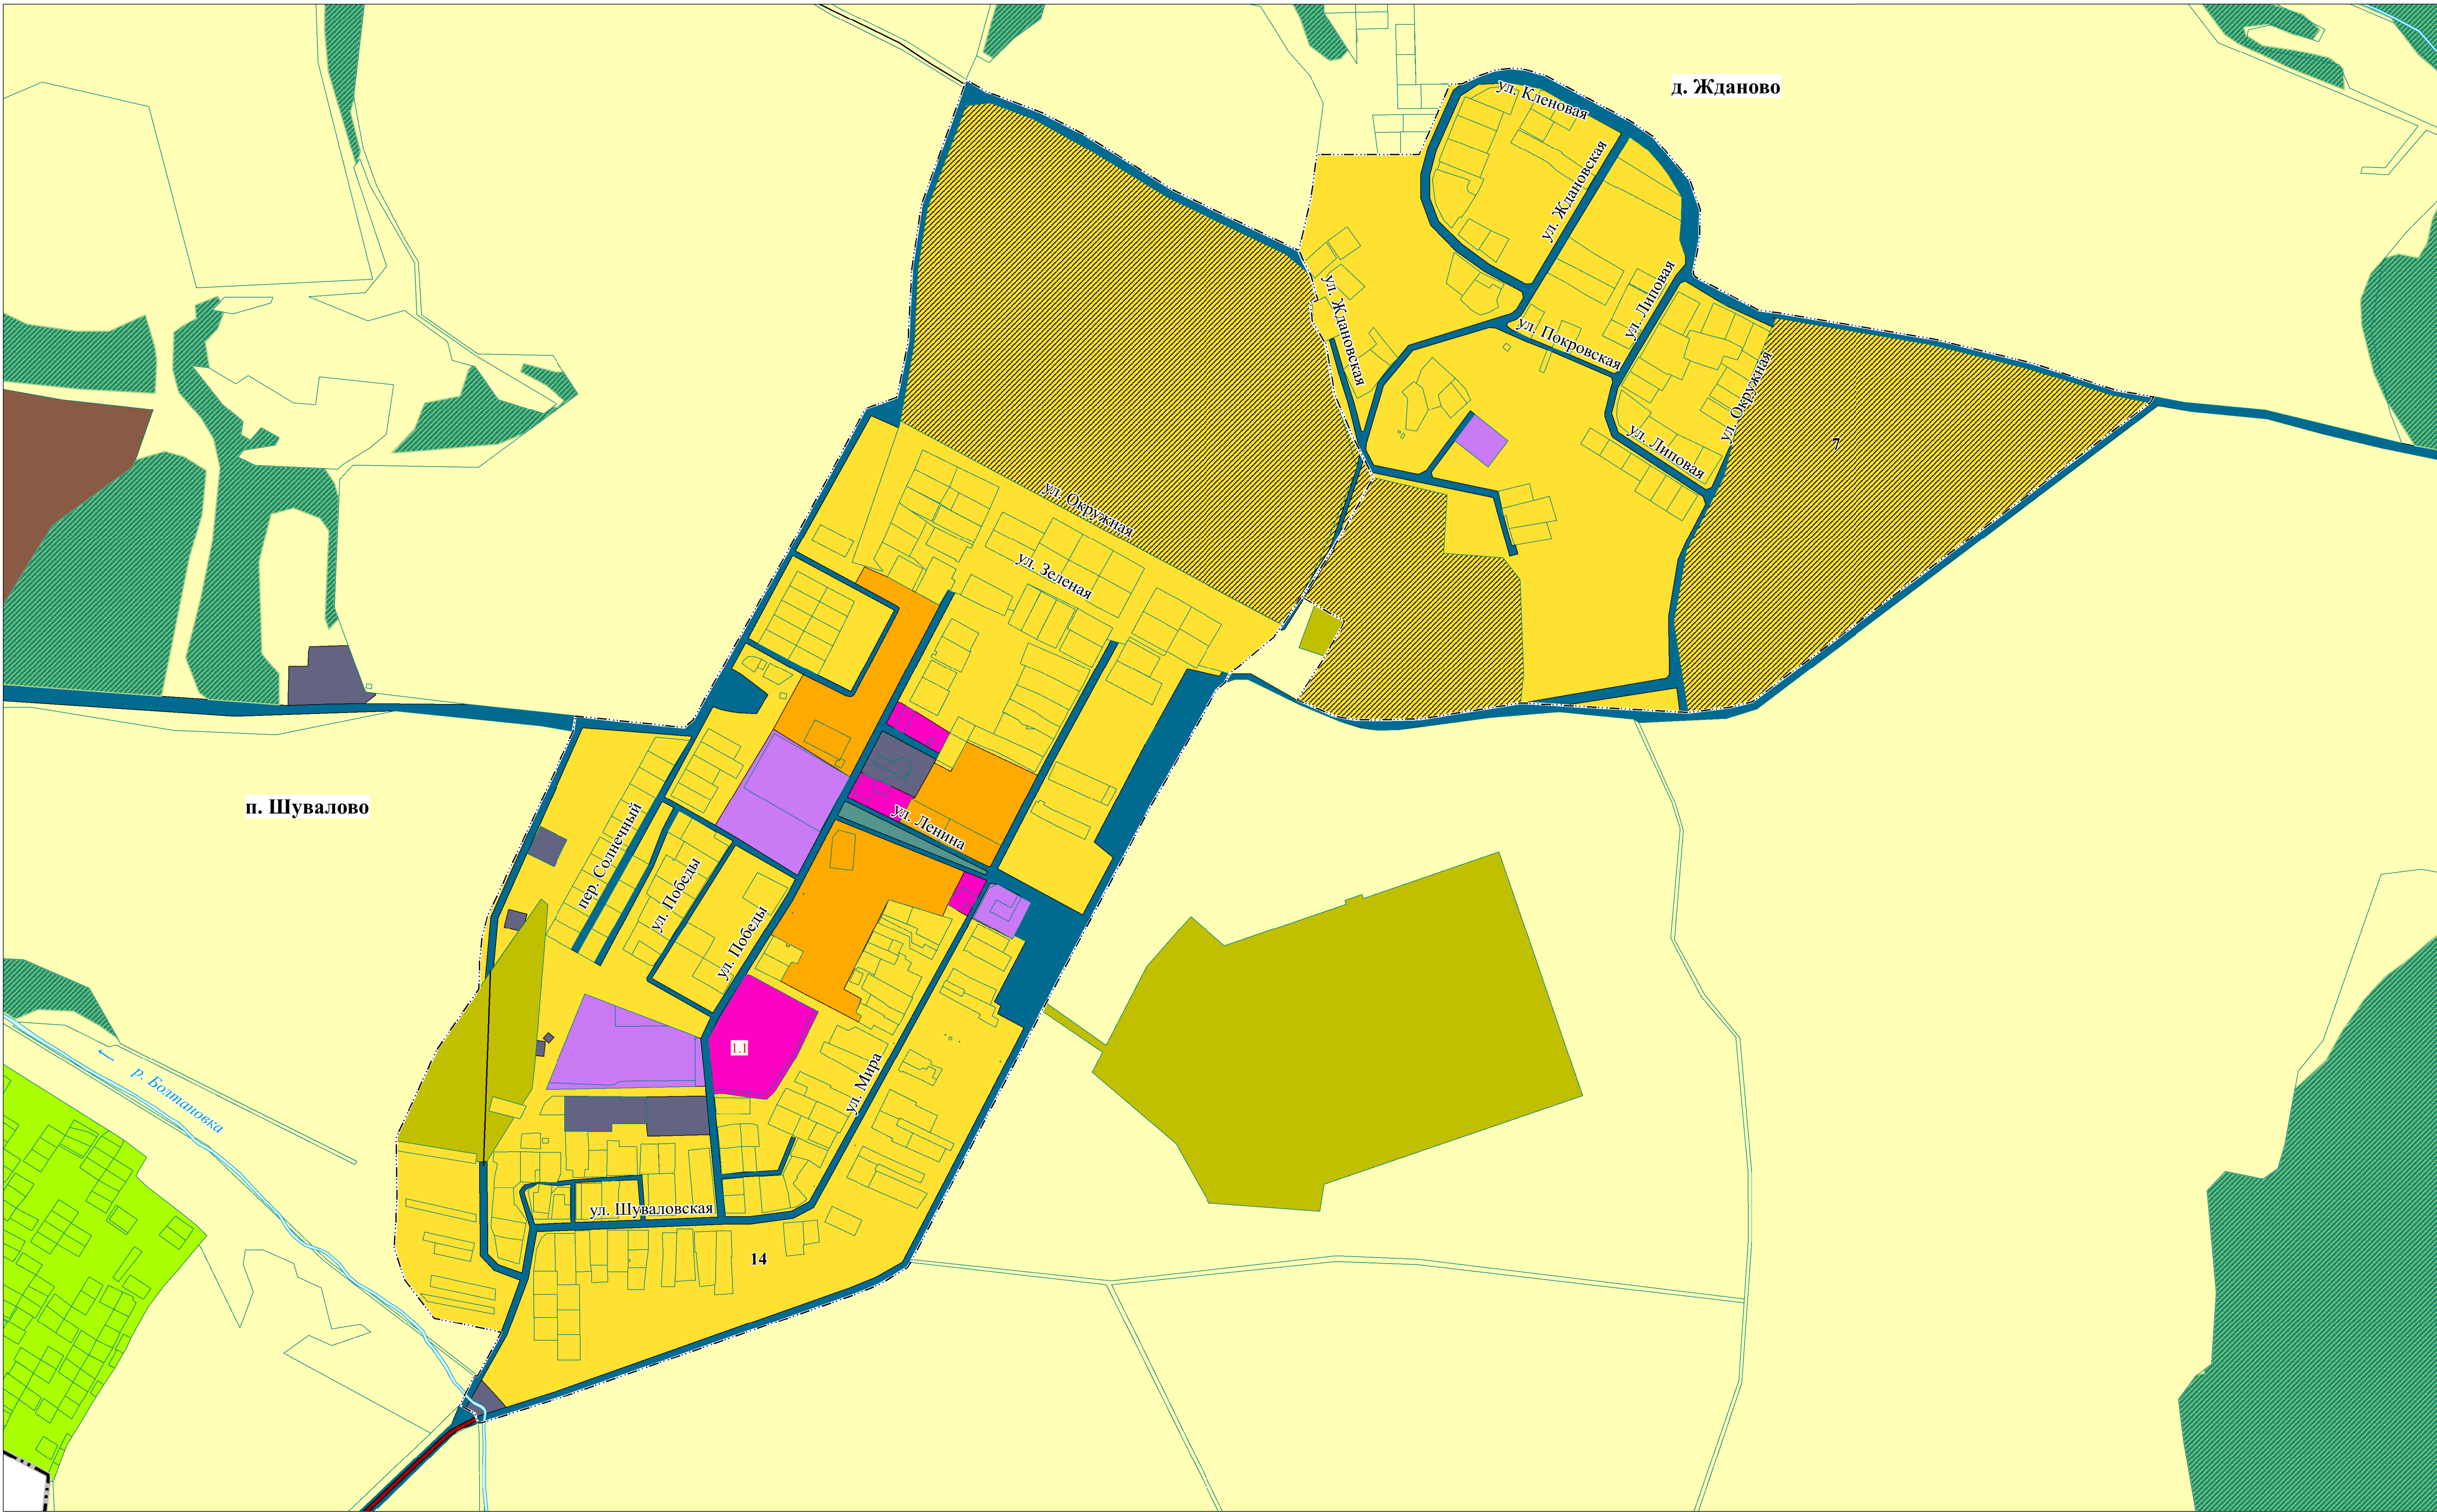 д. Жданово
ул. Кленовая
ул. Ждановская
ул. Липовая
ул. Ждановская
ул. Покровская
ул. Окружная
7
ул. Липовая
ул. Окружная
ул. Зеленая
п. Шувалово
ул. Ленина
пер. Солнечный
ул. Победы
ул. Победы
1.1
ул. Мира
р. Болтановка
ул. Шуваловская
14